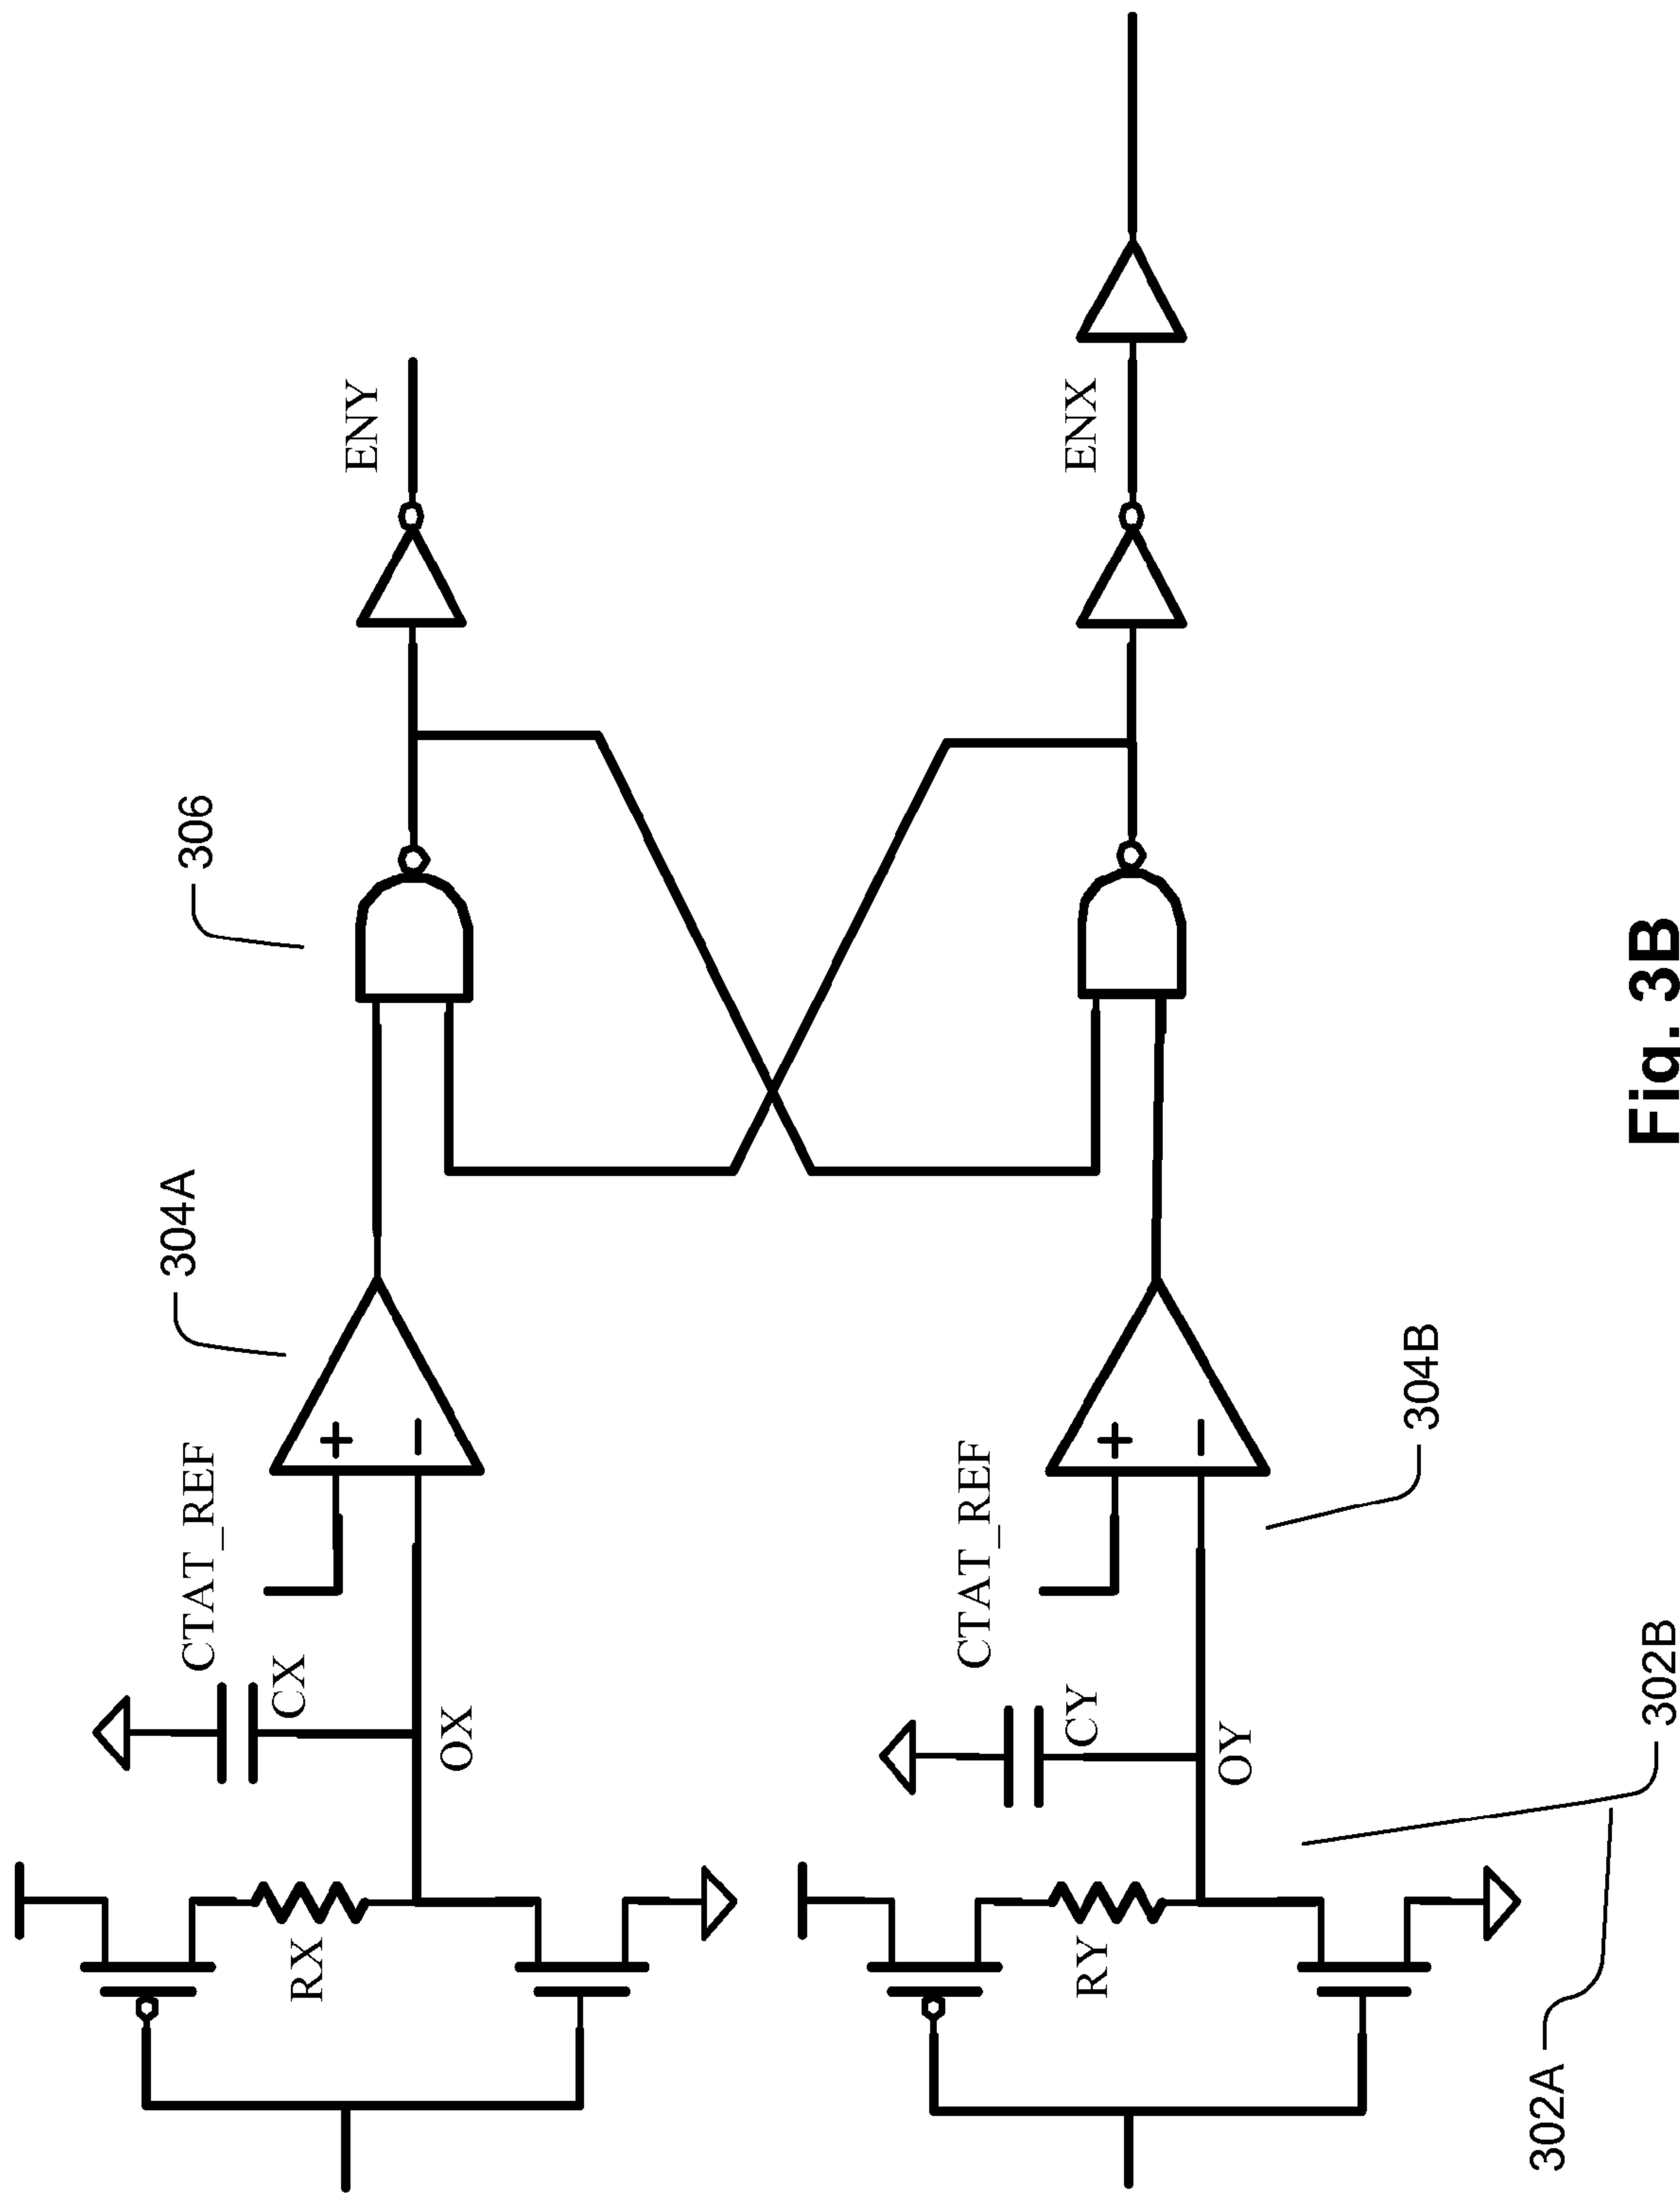 306
304A
CTAT_REF
CX
OX
RX
+
−
ENY
ENX
CTAT_REF
CY
OY
RY
+
−
304B
302B
302A
Fig. 3B